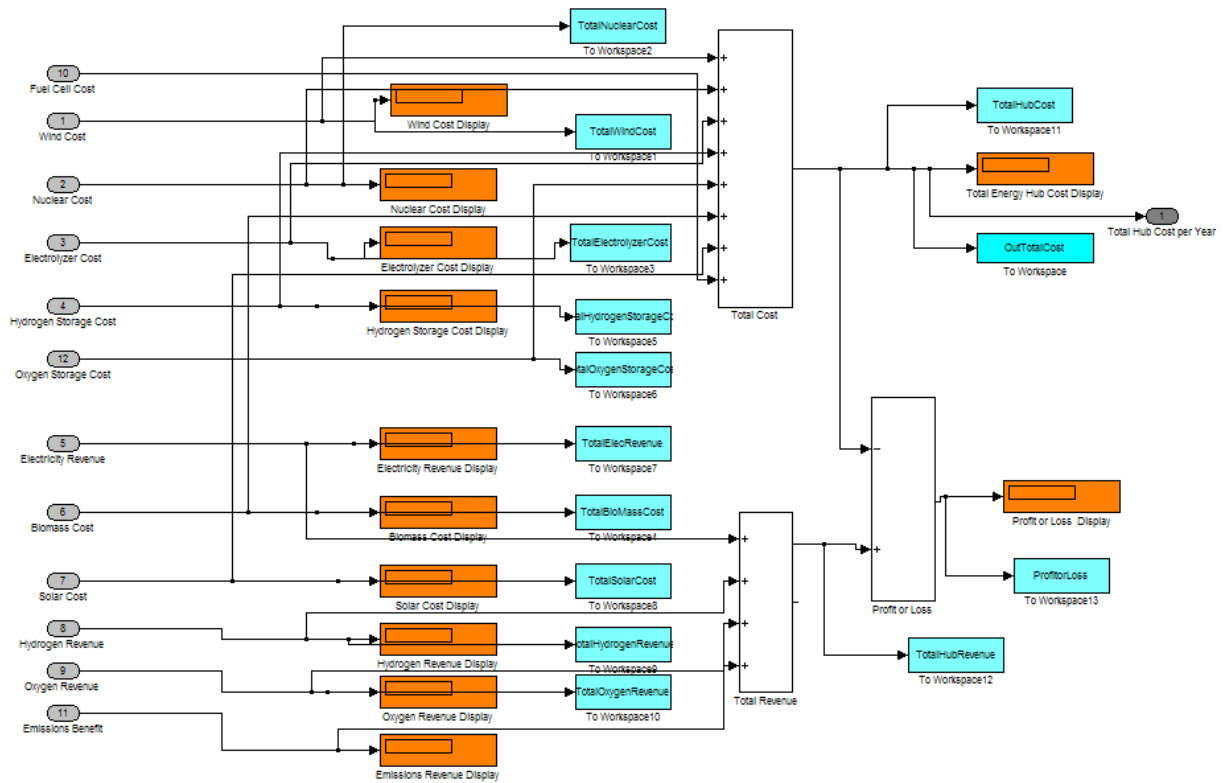 TotalNuclearCost
To Workspace2
10
Fuel Cell Cost
+
+
+
+
+
+
+
+
Total Cost
1
Wind Cost
Wind Cost Display
TotalWindCost
To Workspace1
2
Nuclear Cost
Nuclear Cost Display
3
Electrolyzer Cost
Electrolyzer Cost Display
TotalElectrolyzerCost
To Workspace3
4
Hydrogen Storage Cost
Hydrogen Storage Cost Display
alHydrogenStorageCo
To Workspace5
12
Oxygen Storage Cost
otalOxygenStorageCos
To Workspace6
TotalHubCost
To Workspace11
Total Energy Hub Cost Display
1
Total Hub Cost per Year
OutTotalCost
To Workspace
5
Electricity Revenue
Electricity Revenue Display
TotalElecRevenue
To Workspace7
6
Biomass Cost
Biomass Cost Display
TotalBioMassCost
To Workspace4
7
Solar Cost
Solar Cost Display
TotalSolarCost
To Workspace8
8
Hydrogen Revenue
Hydrogen Revenue Display
otalHydrogenRevenue
To Workspace9
9
Oxygen Revenue
Oxygen Revenue Display
TotalOxygenRevenue
To Workspace10
11
Emissions Benefit
Emissions Revenue Display
+
+
+
+
Total Revenue
−
+
Profit or Loss
Profit or Loss Display
ProfitorLoss
To Workspace13
TotalHubRevenue
To Workspace12